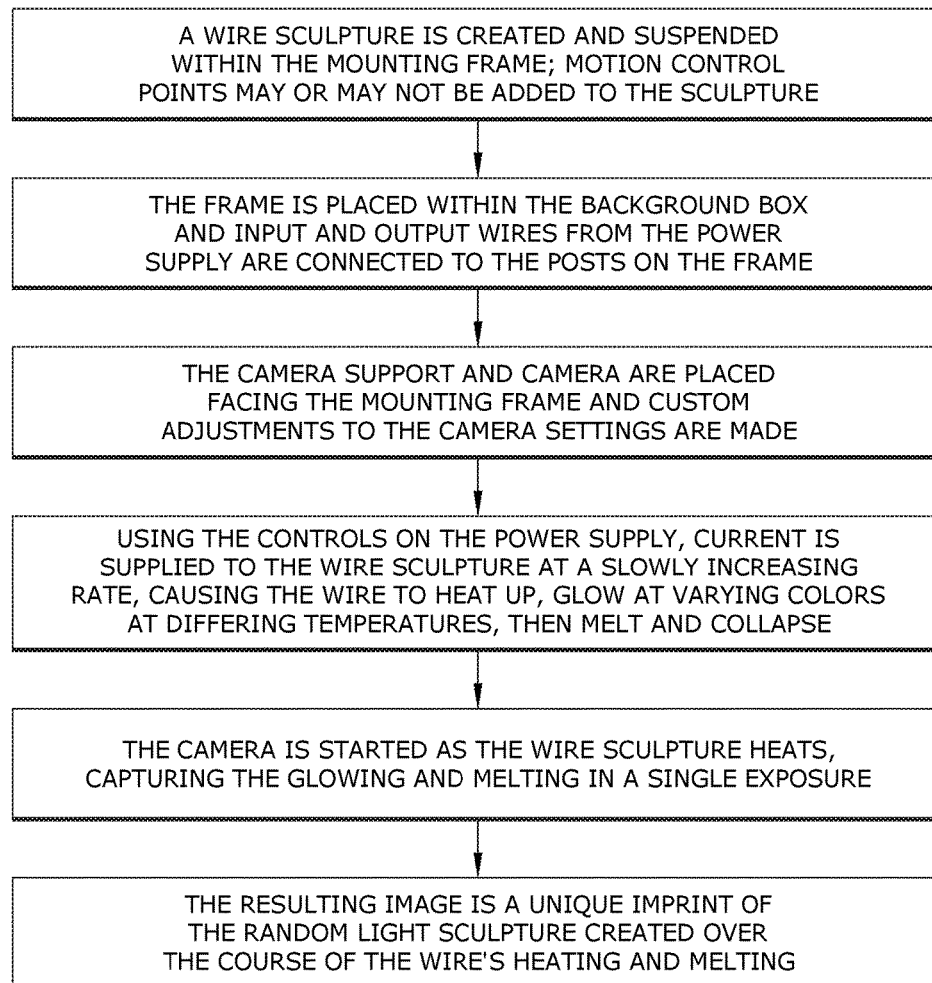 A WIRE SCULPTURE IS CREATED AND SUSPENDED
WITHIN THE MOUNTING FRAME; MOTION CONTROL
POINTS MAY OR MAY NOT BE ADDED TO THE SCULPTURE
THE FRAME IS PLACED WITHIN THE BACKGROUND BOX
AND INPUT AND OUTPUT WIRES FROM THE POWER
SUPPLY ARE CONNECTED TO THE POSTS ON THE FRAME
THE CAMERA SUPPORT AND CAMERA ARE PLACED
FACING THE MOUNTING FRAME AND CUSTOM
ADJUSTMENTS TO THE CAMERA SETTINGS ARE MADE
USING THE CONTROLS ON THE POWER SUPPLY, CURRENT IS
SUPPLIED TO THE WIRE SCULPTURE AT A SLOWLY INCREASING
RATE, CAUSING THE WIRE TO HEAT UP, GLOW AT VARYING COLORS
AT DIFFERING TEMPERATURES, THEN MELT AND COLLAPSE
THE CAMERA IS STARTED AS THE WIRE SCULPTURE HEATS,
CAPTURING THE GLOWING AND MELTING IN A SINGLE EXPOSURE
THE RESULTING IMAGE IS A UNIQUE IMPRINT OF
THE RANDOM LIGHT SCULPTURE CREATED OVER
THE COURSE OF THE WIRE'S HEATING AND MELTING